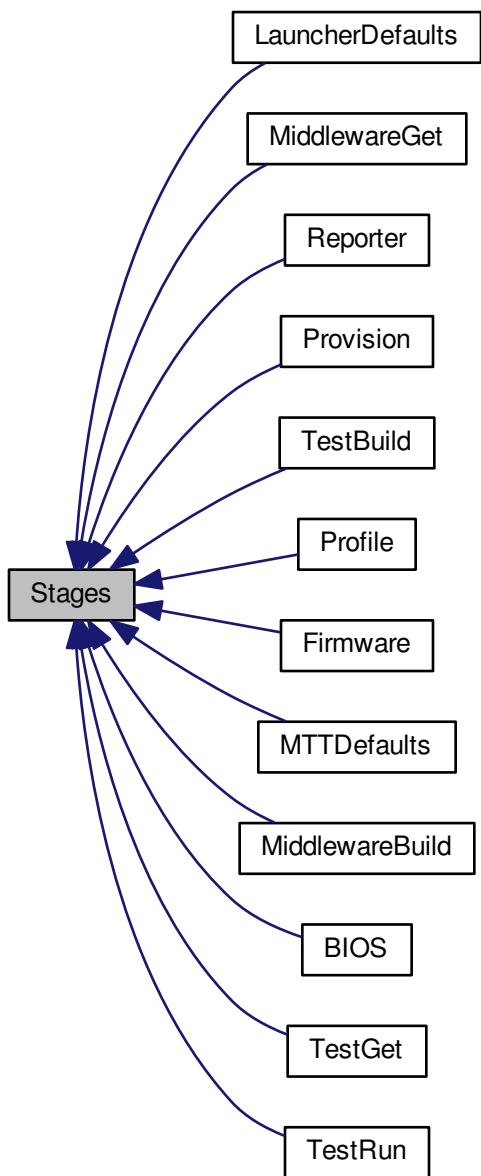 LauncherDefaults
MiddlewareGet
Reporter
Provision
TestBuild
Profile
Stages
Firmware
MTTDefaults
MiddlewareBuild
BIOS
TestGet
TestRun